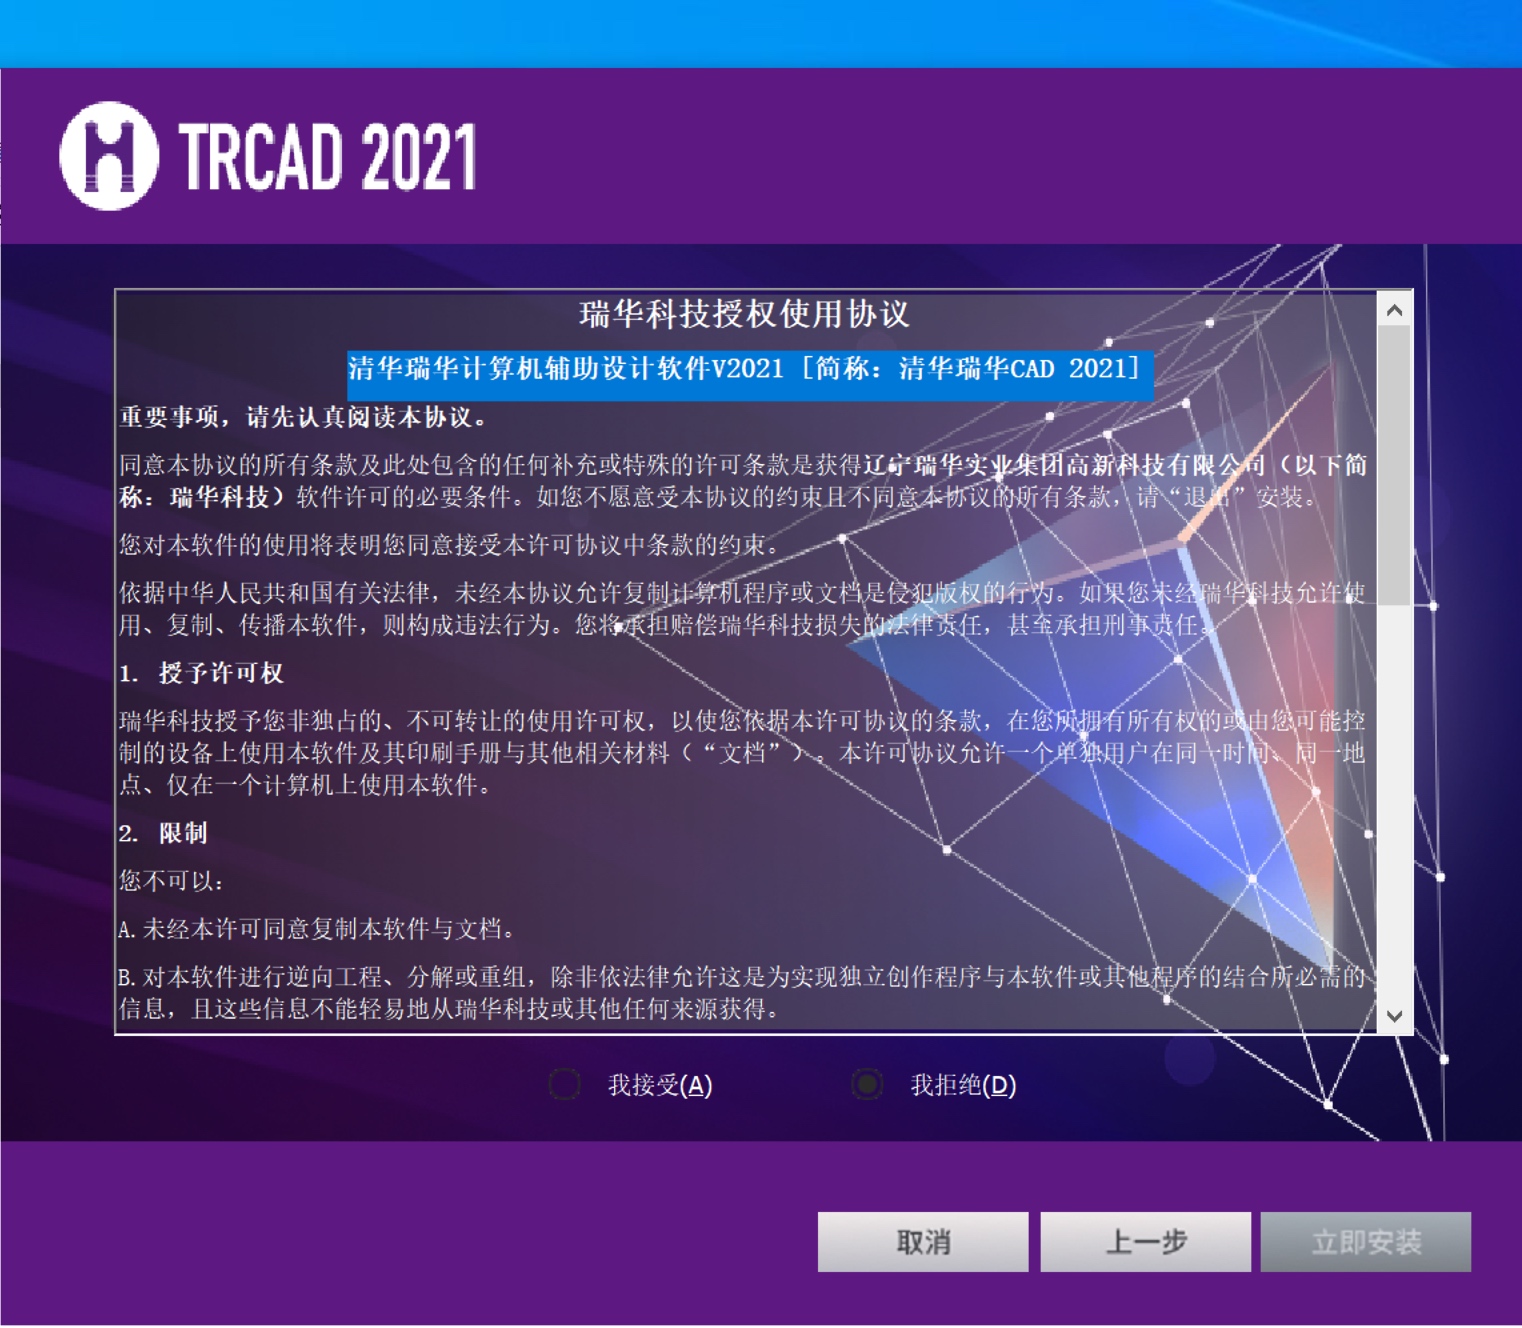 TRCAD 2021
瑞华科技授权使用协议
清华瑞华计算机辅助设计软件V2021 [简称：清华瑞华CAD 2021]
重要事项，请先认真阅读本协议。
同意本协议的所有条款及此处包含的任何补充或特殊的许可条款是获得辽宁瑞华实业集团高新科技有限公司（以下简
称：瑞华科技）软件许可的必要条件。如您不愿意受本协议的约束且不同意本协议的所有条款，请“退出”安装。
您对本软件的使用将表明您同意接受本许可协议中条款的约束。
依据中华人民共和国有关法律，未经本协议允许复制计算机程序或文档是侵犯版权的行为。如果您未经瑞华科技允许使
用、复制、传播本软件，则构成违法行为。您将承担赔偿瑞华科技损失的法律责任，甚至承担刑事责任。
1. 授予许可权
瑞华科技授予您非独占的、不可转让的使用许可权，以使您依据本许可协议的条款，在您所拥有所有权的或由您可能控
制的设备上使用本软件及其印刷手册与其他相关材料（“文档”）。本许可协议允许一个单独用户在同一时间、同一地
点、仅在一个计算机上使用本软件。
2. 限制
您不可以：
A.未经本许可同意复制本软件与文档。
B.对本软件进行逆向工程、分解或重组，除非依法律允许这是为实现独立创作程序与本软件或其他程序的结合所必需的
信息，且这些信息不能轻易地从瑞华科技或其他任何来源获得。
我接受(A) 我拒绝(D)
取消 上一步 立即安装